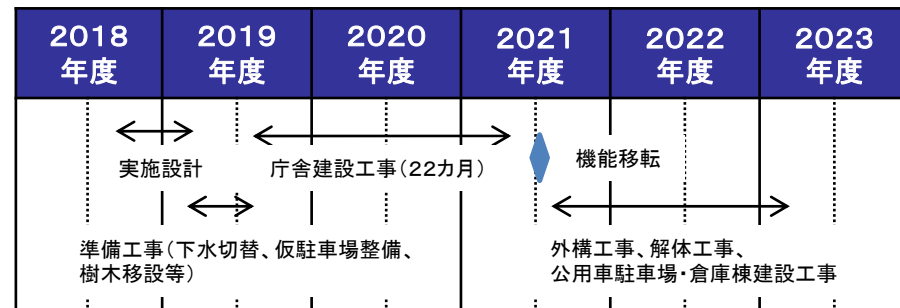 2018
年度
2019
年度
2020
年度
2021
年度
2022
年度
2023
年度
実施設計
庁舎建設工事(22カ月)
機能移転
準備工事(下水切替、仮駐車場整備、
樹木移設等)
外構工事、解体工事、
公用車駐車場・倉庫棟建設工事